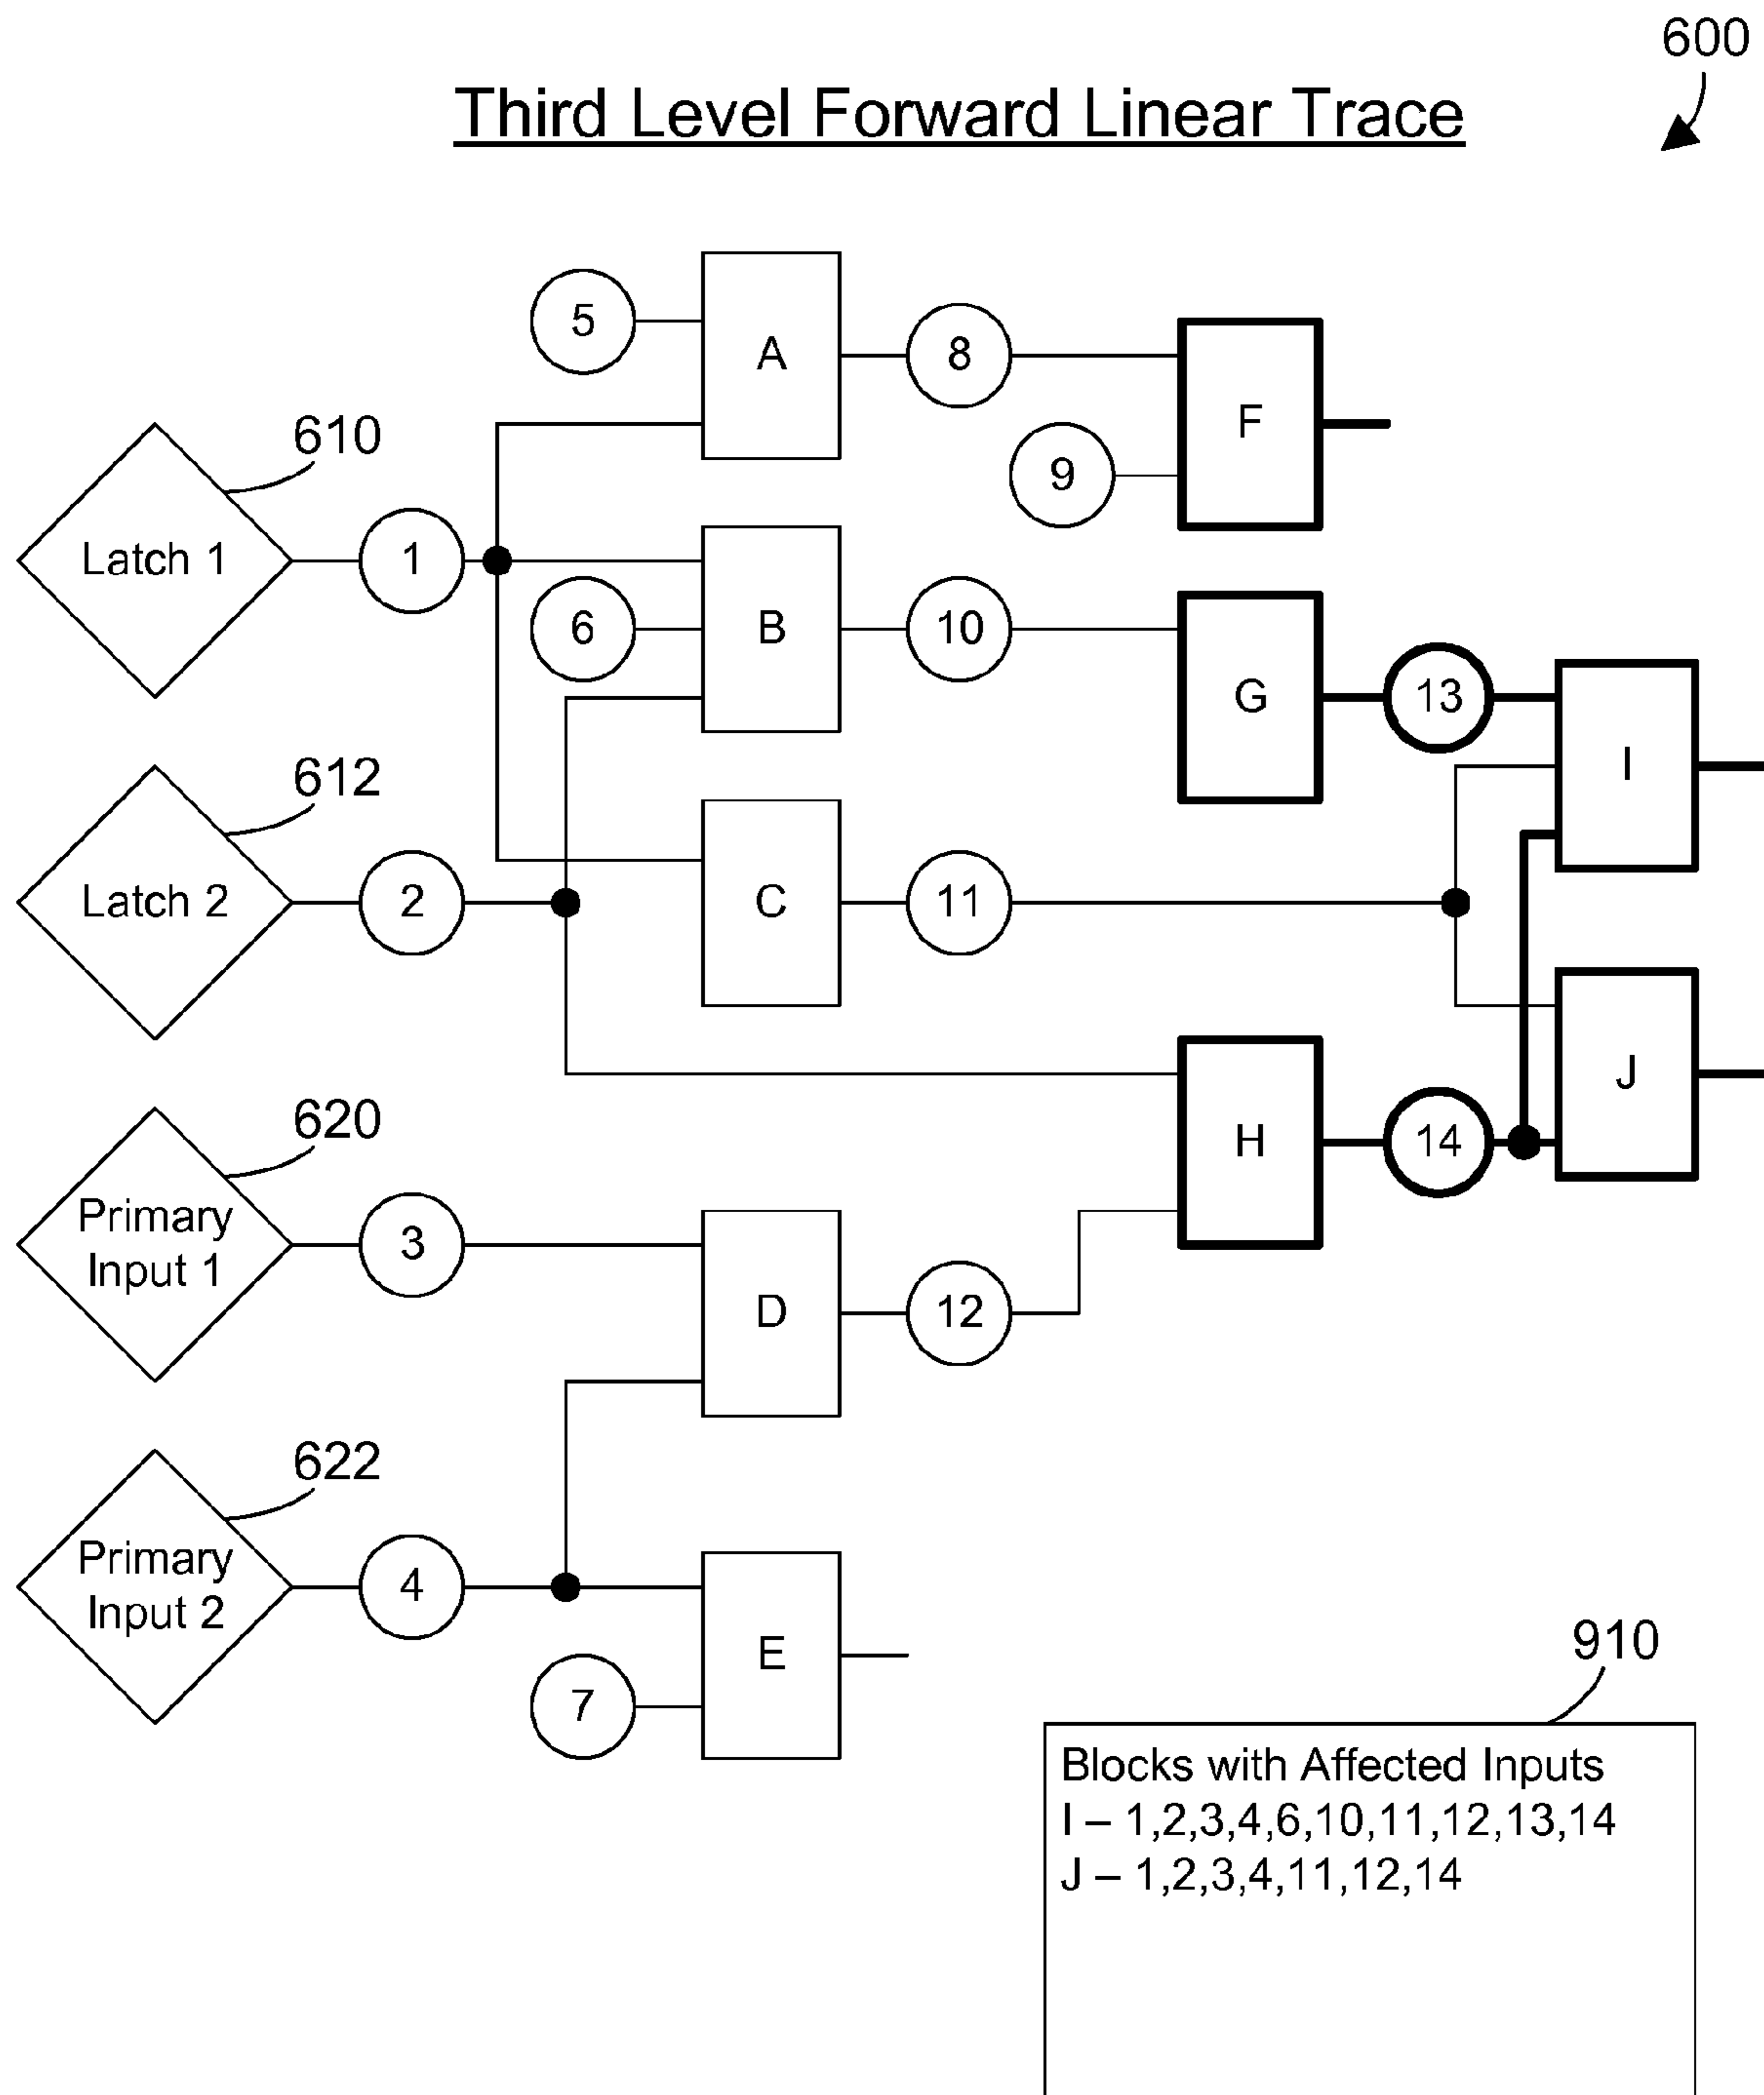 600
Third Level Forward Linear Trace
5
A
8
F
610
9
Latch 1
1
6
B
10
G
13
I
612
Latch 2
2
C
11
J
620
H
14
Primary
Input 1
3
D
12
622
Primary
Input 2
4
E
7
910
Blocks with Affected Inputs
I – 1,2,3,4,6,10,11,12,13,14
J – 1,2,3,4,11,12,14